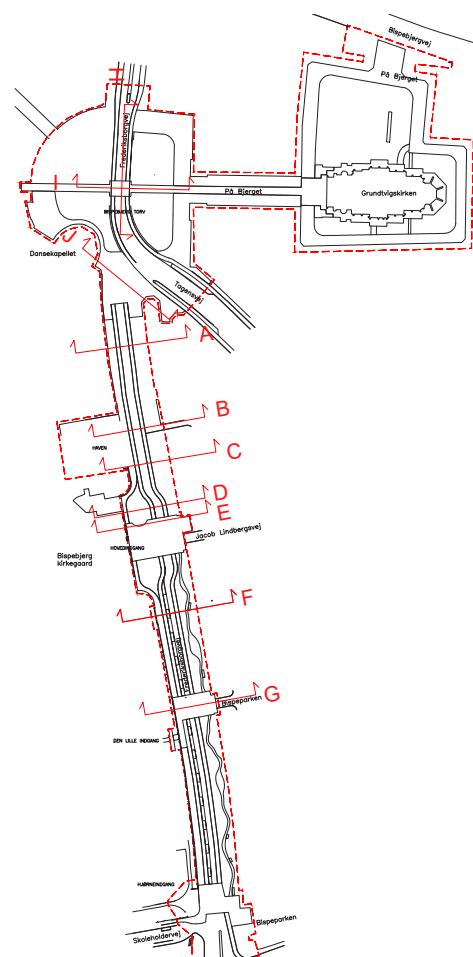 Bispebjergvej
H
På Bjerget
Frederiksborgvej
I
På Bjerget
Grundtvigskirken
BISPEBJERG TORV
J
Dansekapellet
Tagensvej
A
B
HAVEN
C
D
E
Jacob Lindbergsvej
HOVEDINDGANG
Bispebjerg
kirkegaard
F
G
Bispeparken
DEN LILLE INDGANG
HJØRNEINDGANG
Bispeparken
Skoleholdervej